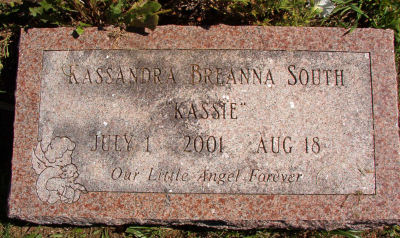 Kassandra Breanna South
"KASSIE"
July 1 2001 Aug 18
Our Little Angel Forever